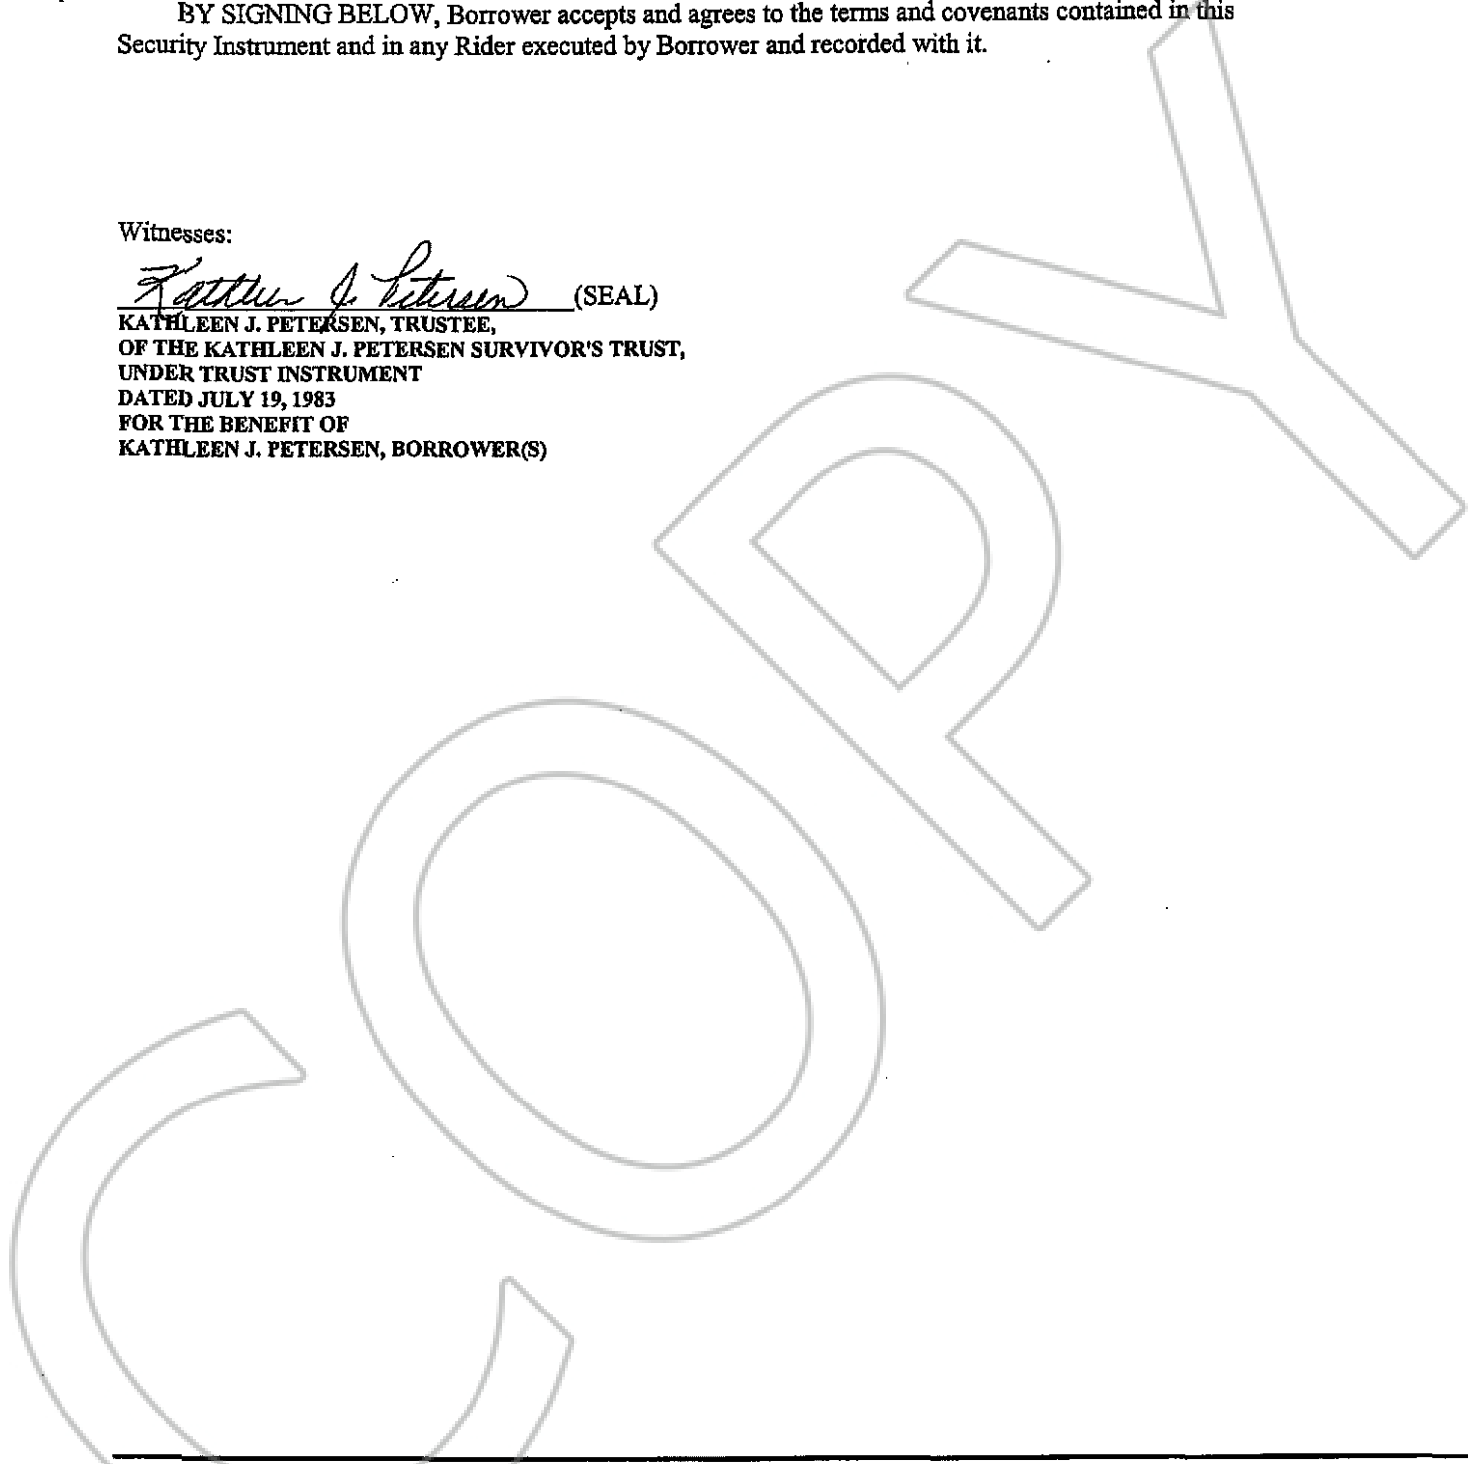 BY SIGNING BELOW, Borrower accepts and agrees to the terms and covenants contained in this
Security Instrument and in any Rider executed by Borrower and recorded with it.
Witnesses:
Kathleen J. Petersen (SEAL)
KATHLEEN J. PETERSEN, TRUSTEE,
OF THE KATHLEEN J. PETERSEN SURVIVOR'S TRUST,
UNDER TRUST INSTRUMENT
DATED JULY 19, 1983
FOR THE BENEFIT OF
KATHLEEN J. PETERSEN, BORROWER(S)
COPY